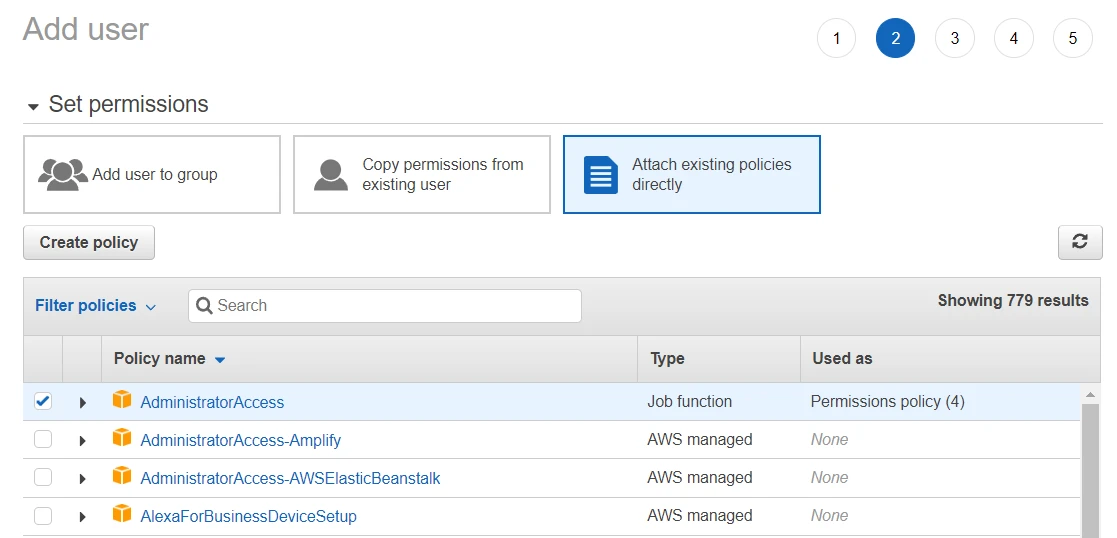 Add user
1 2 3 4 5
Set permissions
Add user to group
Copy permissions from
existing user
Attach existing policies
directly
Create policy
Filter policies Search Showing 779 results
Policy name Type Used as
AdministratorAccess Job function Permissions policy (4)
AdministratorAccess-Amplify AWS managed None
AdministratorAccess-AWSElasticBeanstalk AWS managed None
AlexaForBusinessDeviceSetup AWS managed None